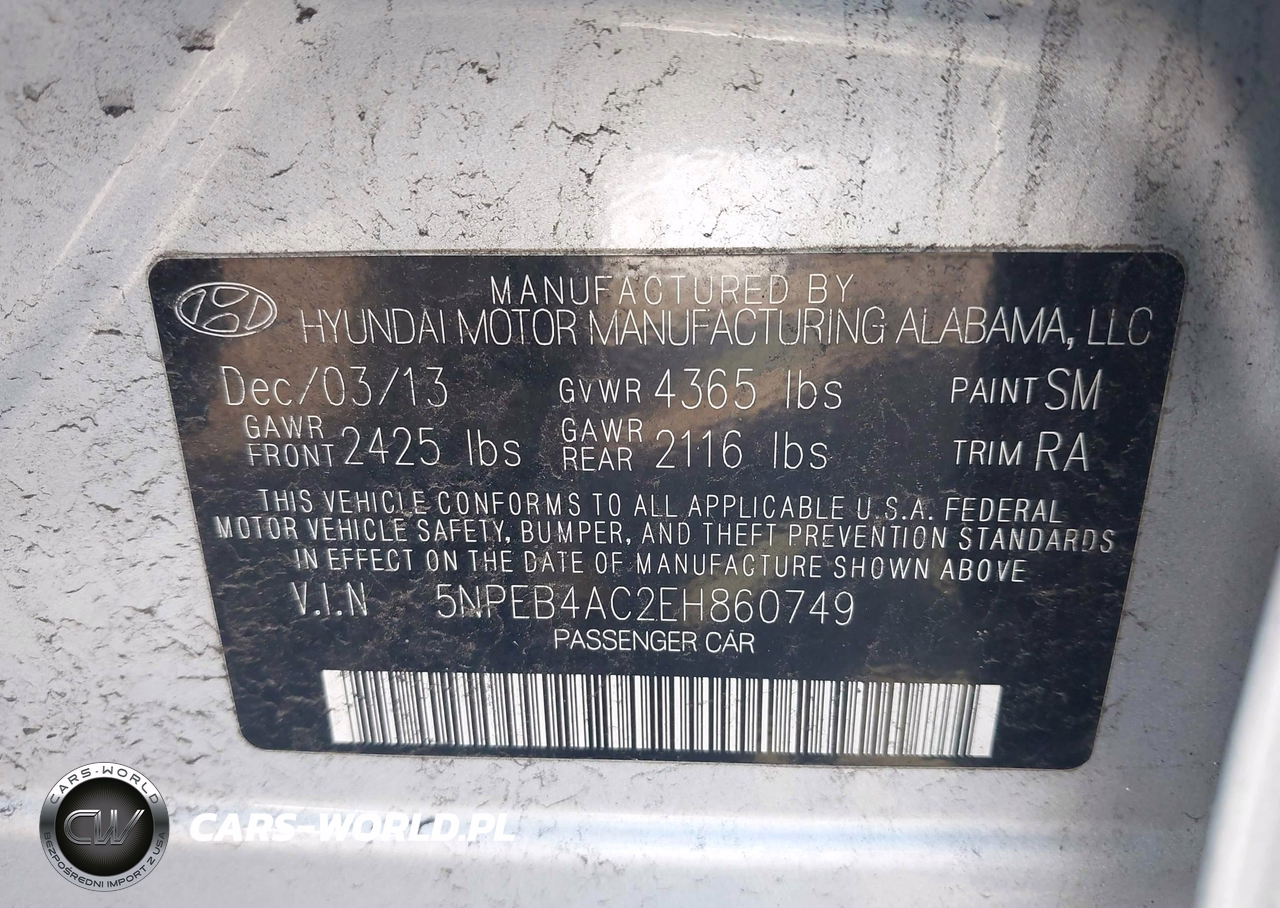 MANUFACTURED BY
HYUNDAI MOTOR MANUFACTURING ALABAMA, LLC
Dec/03/13 GVWR 4365 lbs PAINT SM
GAWR FRONT 2425 lbs GAWR REAR 2116 lbs TRIM RA
THIS VEHICLE CONFORMS TO ALL APPLICABLE U.S.A. FEDERAL
MOTOR VEHICLE SAFETY, BUMPER, AND THEFT PREVENTION STANDARDS
IN EFFECT ON THE DATE OF MANUFACTURE SHOWN ABOVE
V.I.N 5NPEB4AC2EH860749
PASSENGER CAR
CARS-WORLD
CW
BEZPOŚREDNI IMPORT Z USA
CARS-WORLD.PL